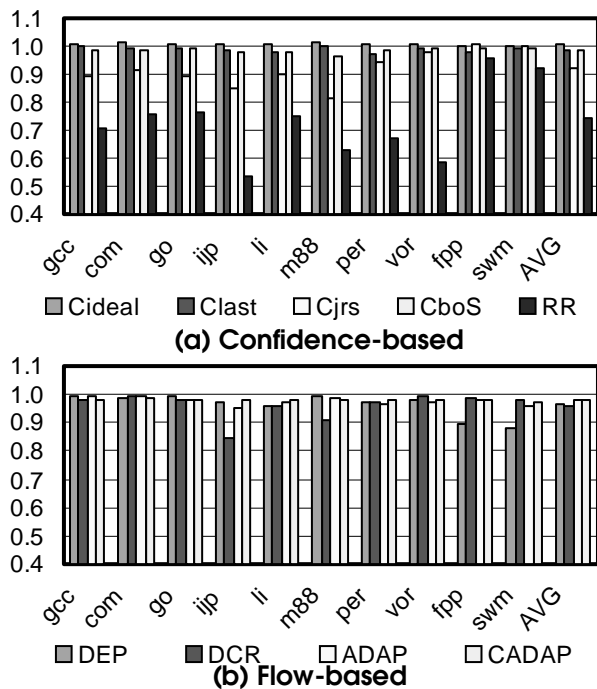 1.1
1.0
0.9
0.8
0.7
0.6
0.5
0.4
gcc com go ijp li m88 per vor fpp swm AVG
Cideal Clast Cjrs CboS RR
(a) Confidence-based
1.1
1.0
0.9
0.8
0.7
0.6
0.5
0.4
gcc com go ijp li m88 per vor fpp swm AVG
DEP DCR ADAP CADAP
(b) Flow-based